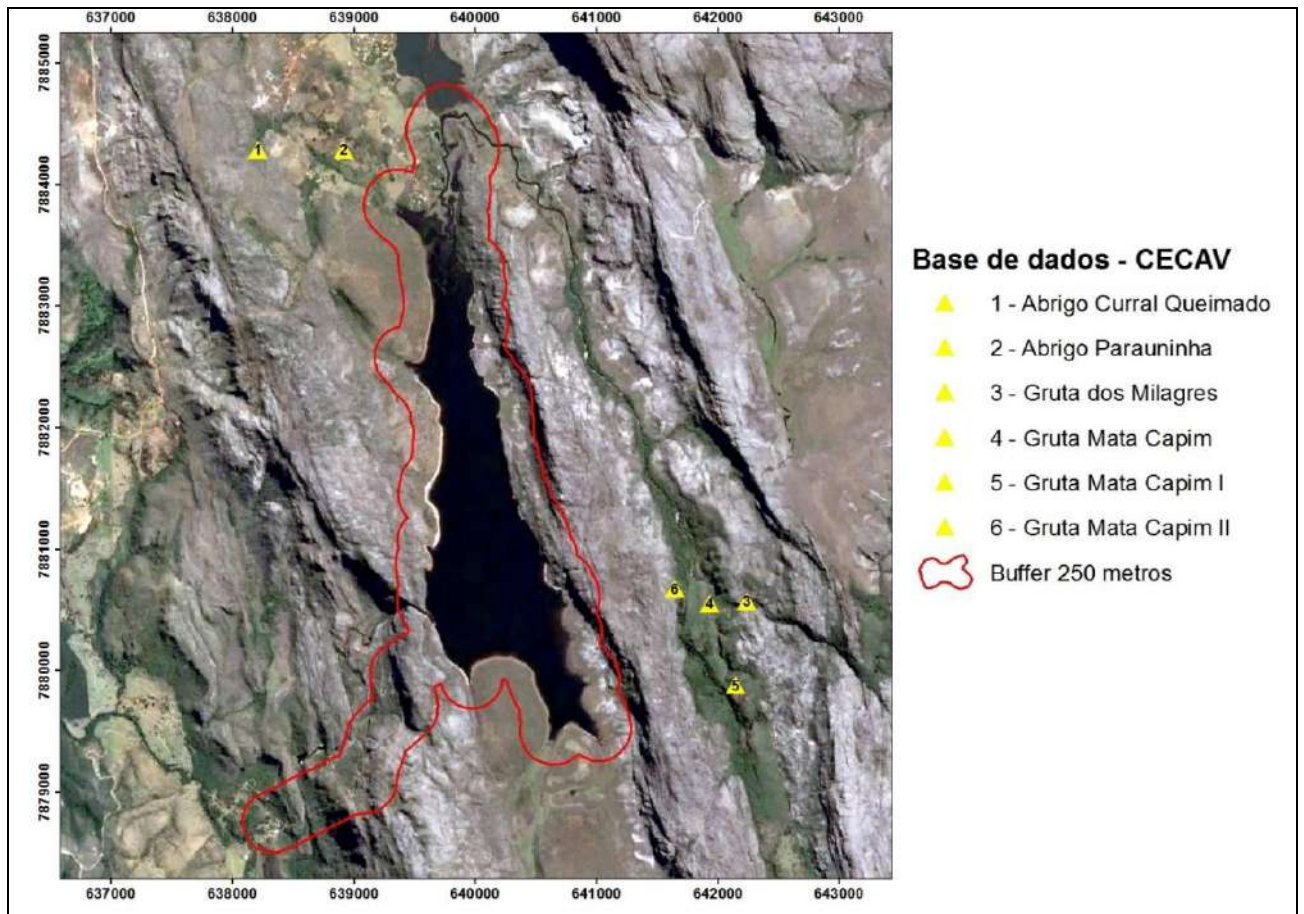 637000 638000 639000 640000 641000 642000 643000
7885000
7884000
7883000
7882000
7881000
7880000
7879000
1
2
6
4
3
5
637000 638000 639000 640000 641000 642000 643000
Base de dados - CECAV
1 - Abrigo Curral Queimado
2 - Abrigo Parauninha
3 - Gruta dos Milagres
4 - Gruta Mata Capim
5 - Gruta Mata Capim I
6 - Gruta Mata Capim II
Buffer 250 metros